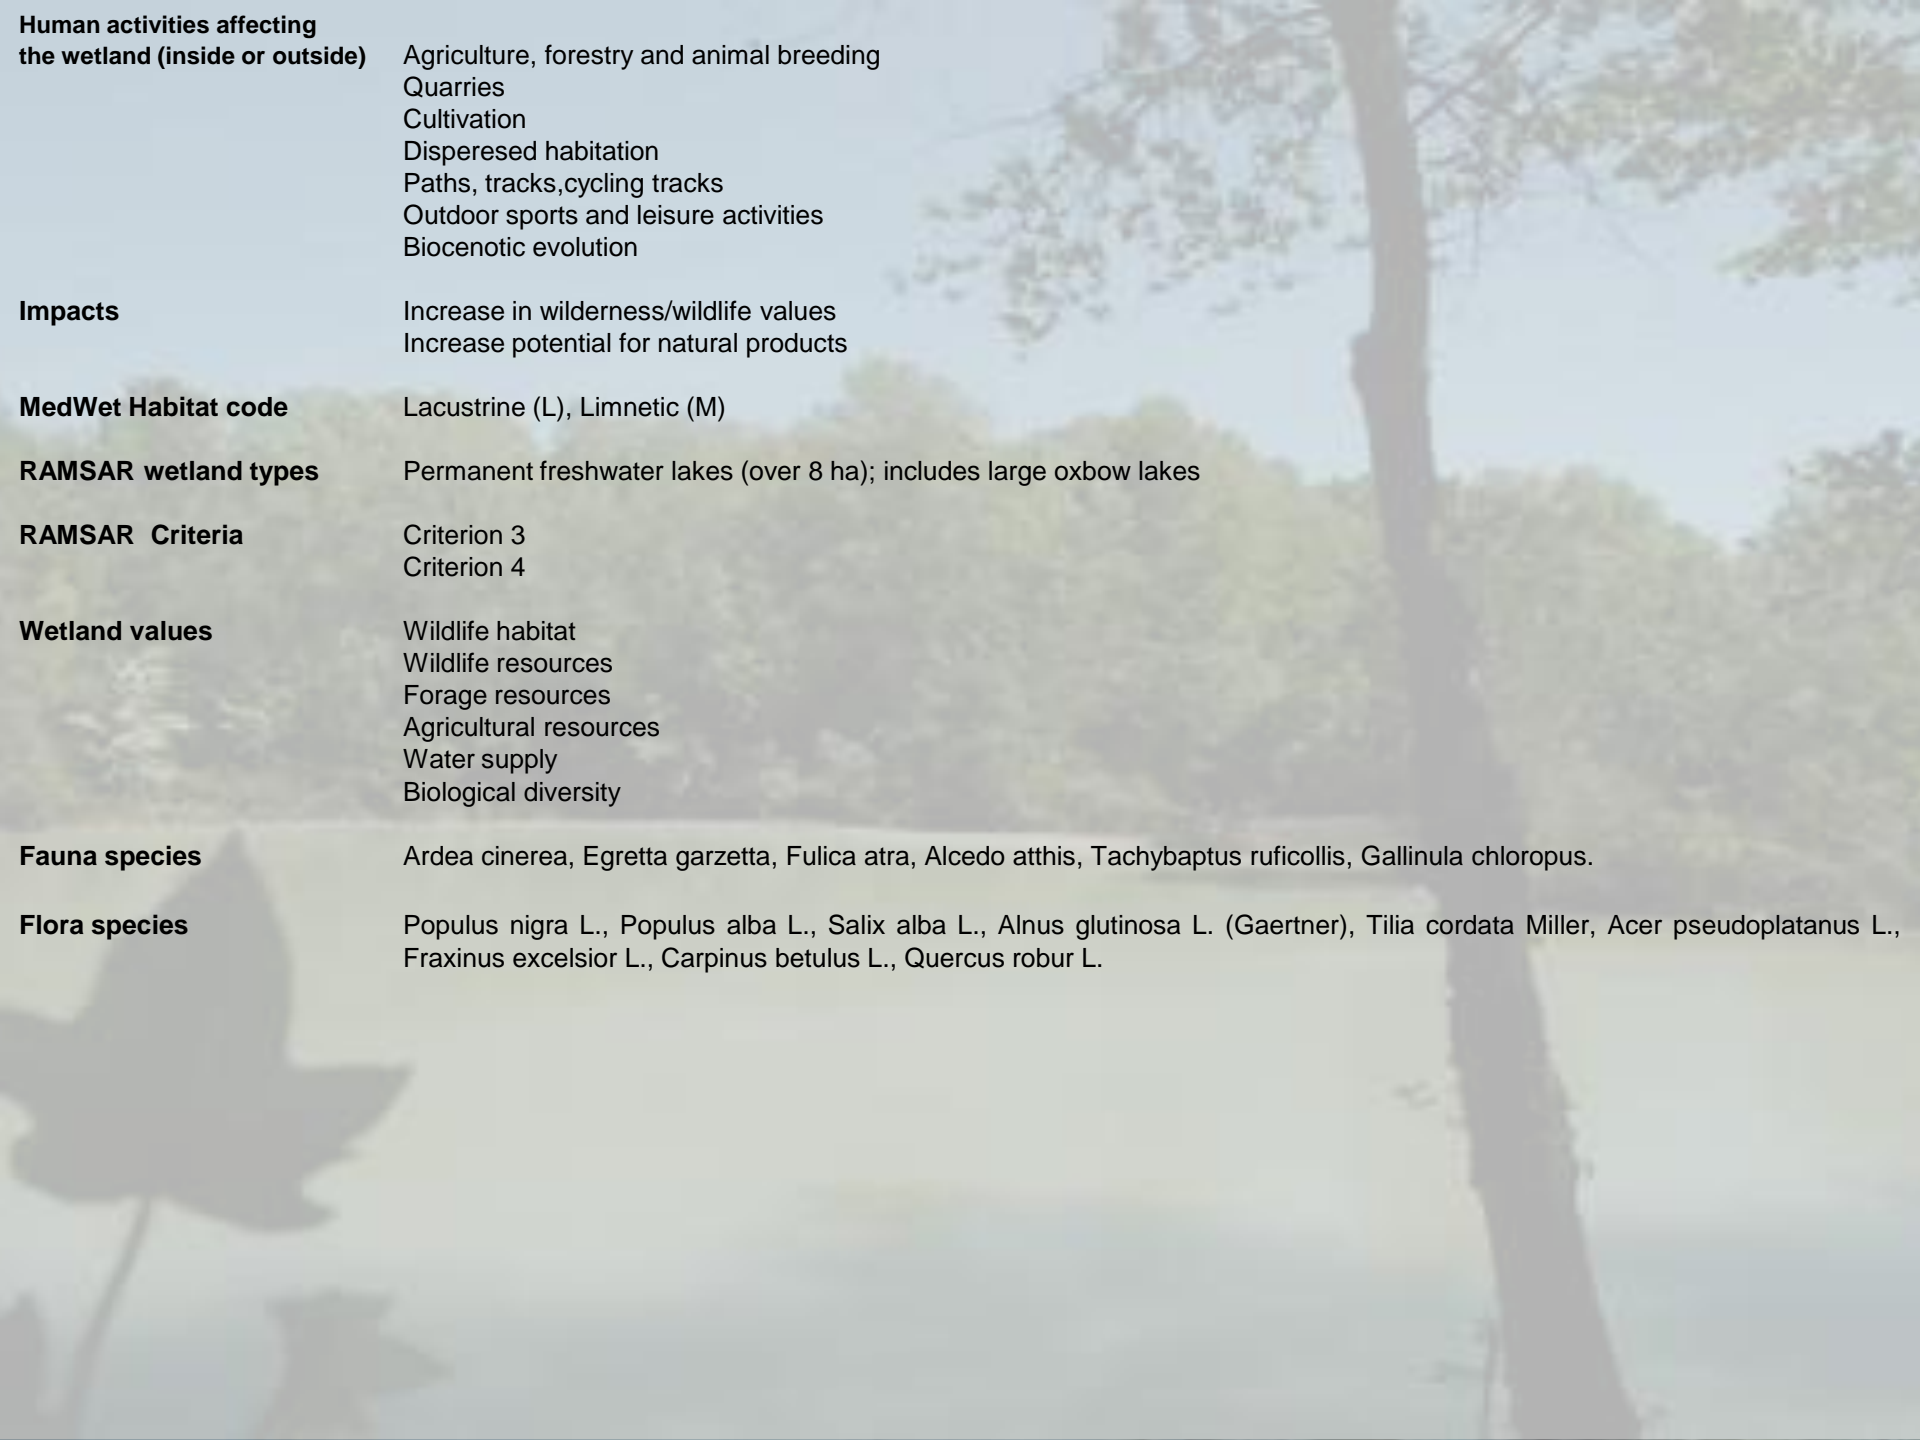 Human activities affecting
the wetland (inside or outside) Agriculture, forestry and animal breeding
Quarries
Cultivation
Disperesed habitation
Paths, tracks,cycling tracks
Outdoor sports and leisure activities
Biocenotic evolution
Impacts Increase in wilderness/wildlife values
Increase potential for natural products
MedWet Habitat code Lacustrine (L), Limnetic (M)
RAMSAR wetland types Permanent freshwater lakes (over 8 ha); includes large oxbow lakes
RAMSAR Criteria Criterion 3
Criterion 4
Wetland values Wildlife habitat
Wildlife resources
Forage resources
Agricultural resources
Water supply
Biological diversity
Fauna species Ardea cinerea, Egretta garzetta, Fulica atra, Alcedo atthis, Tachybaptus ruficollis, Gallinula chloropus.
Flora species Populus nigra L., Populus alba L., Salix alba L., Alnus glutinosa L. (Gaertner), Tilia cordata Miller, Acer pseudoplatanus L.,
Fraxinus excelsior L., Carpinus betulus L., Quercus robur L.